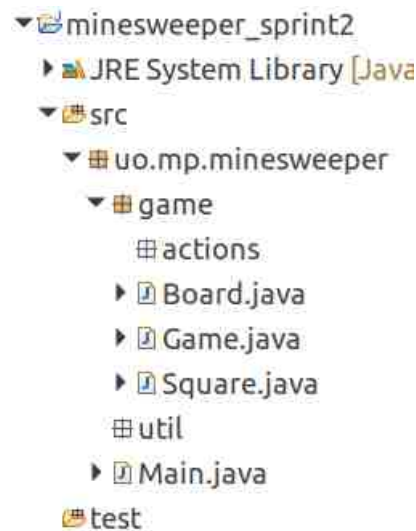 minesweeper_sprint2
JRE System Library [Java
src
uo.mp.minesweeper
game
actions
Board.java
Game.java
Square.java
util
Main.java
test